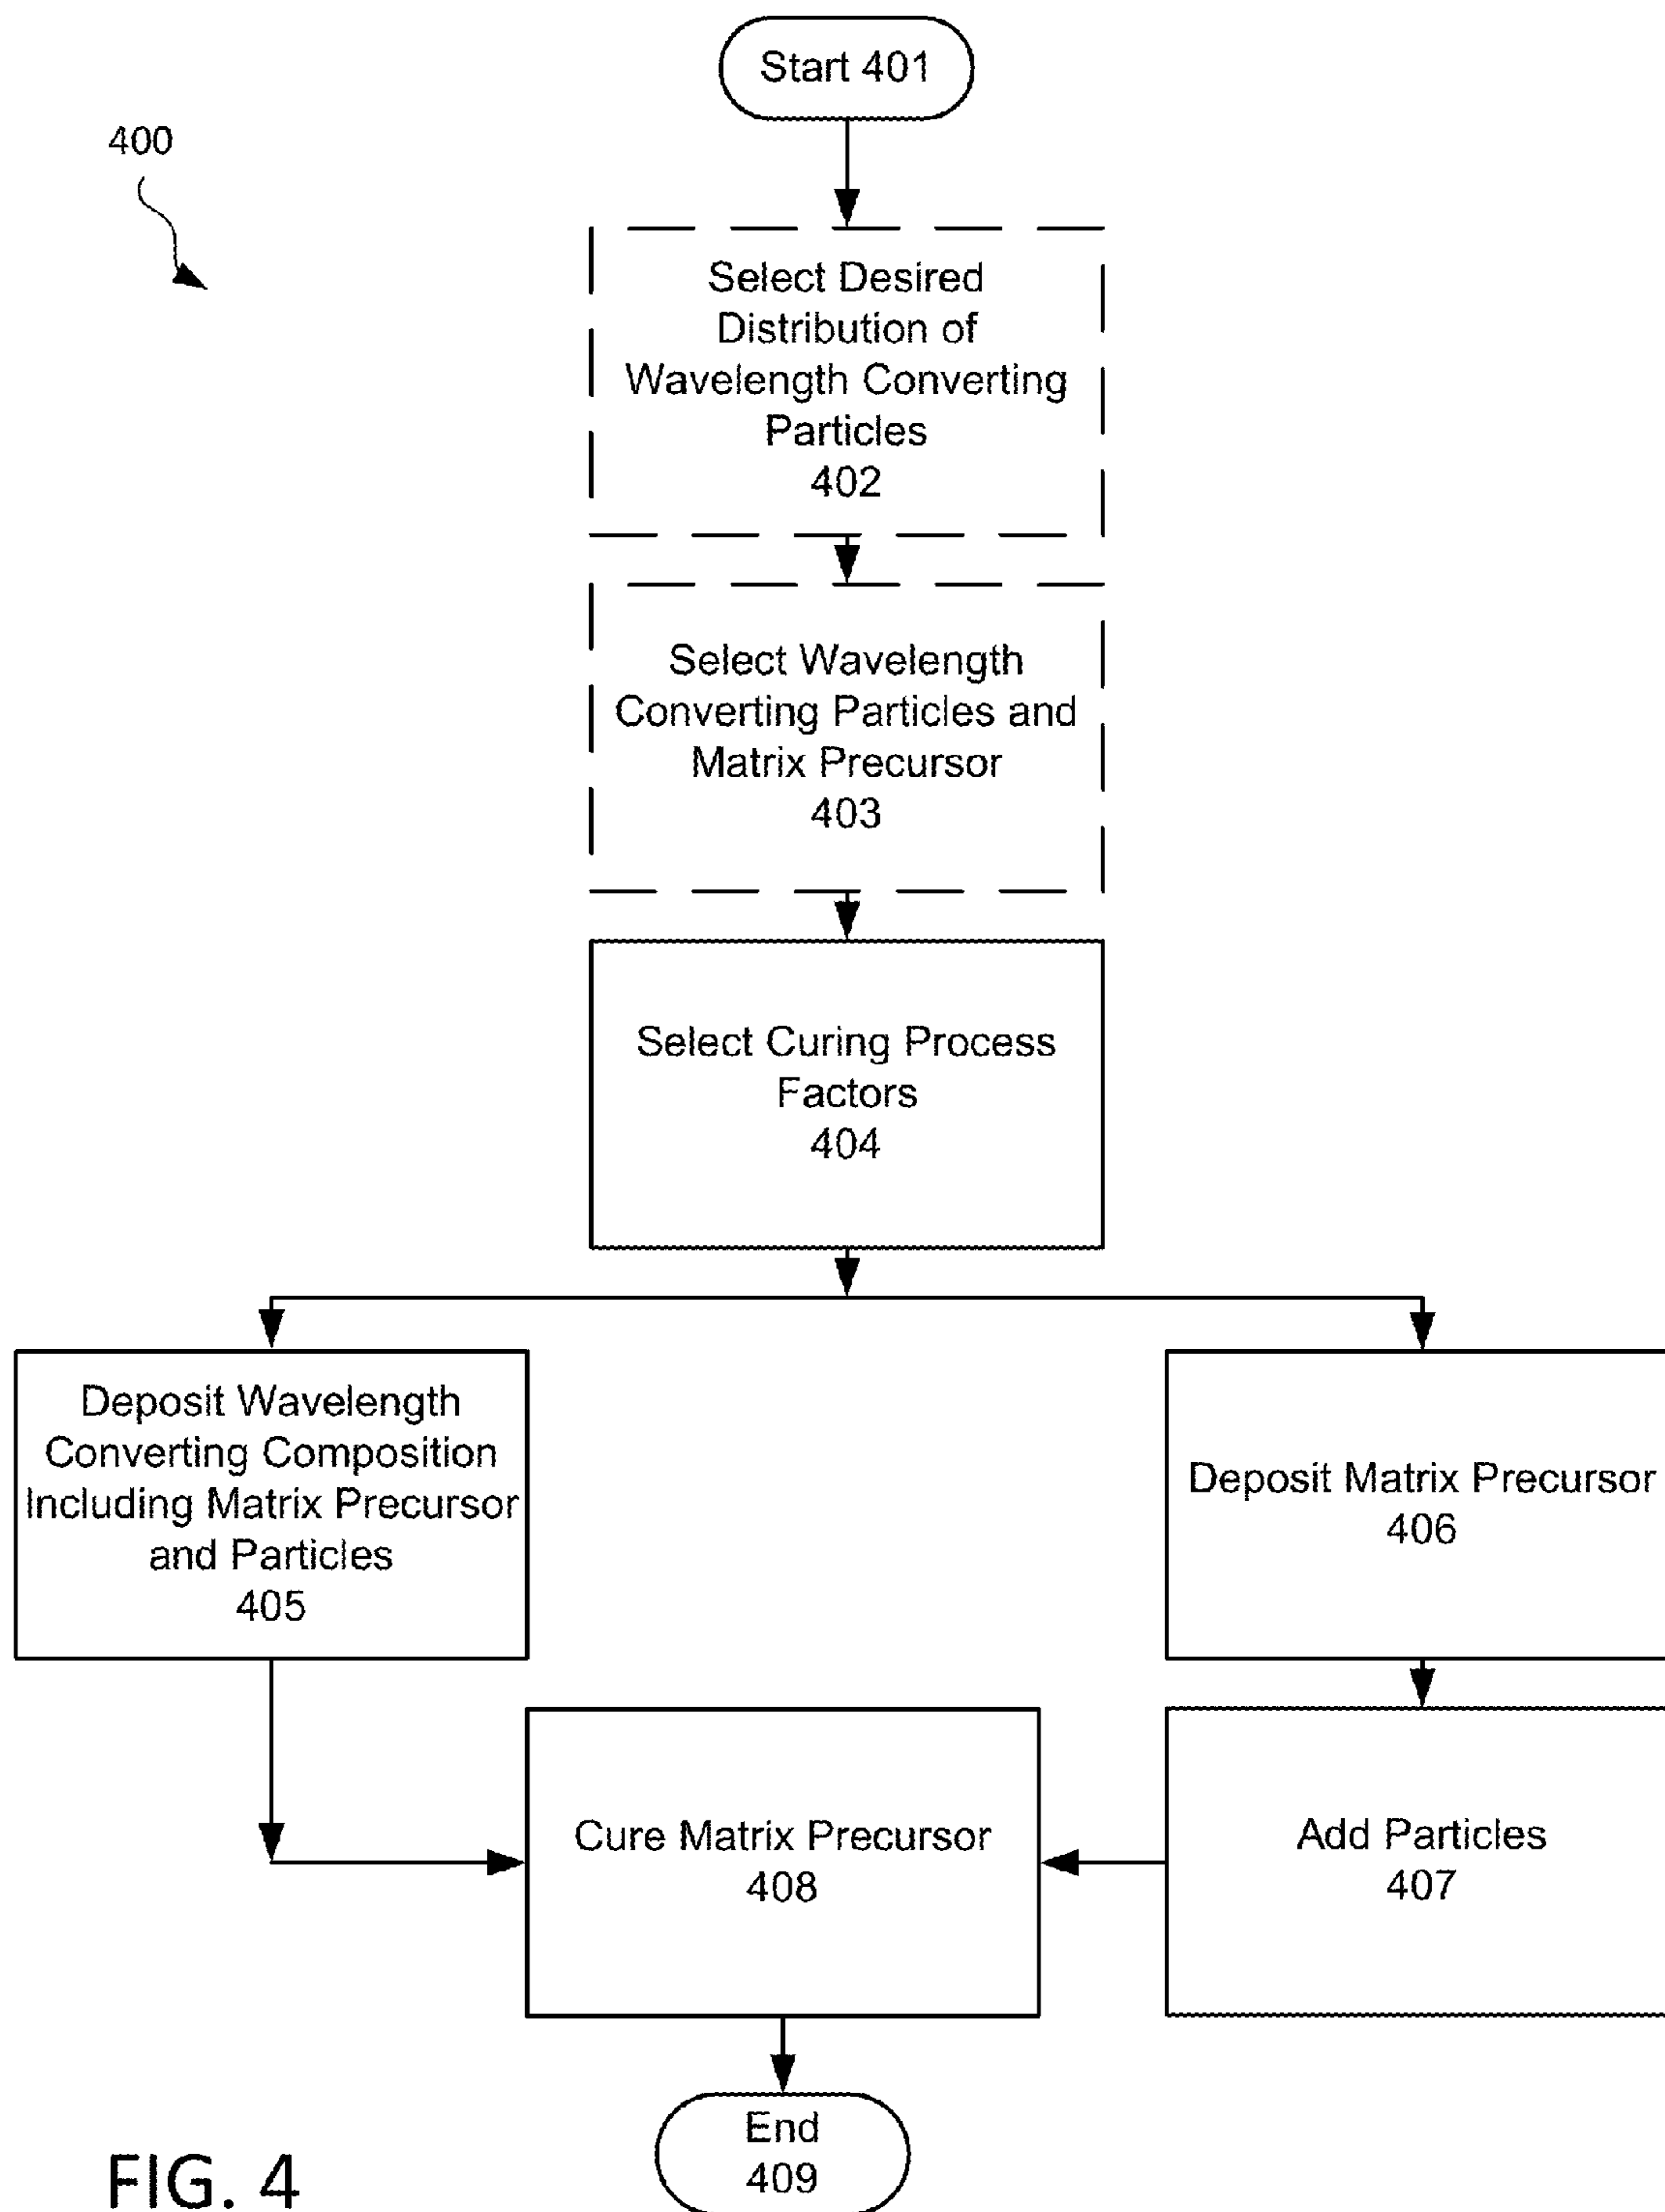 Start 401
400
Select Desired
Distribution of
Wavelength Converting
Particles
402
Select Wavelength
Converting Particles and
Matrix Precursor
403
Select Curing Process
Factors
404
Deposit Wavelength
Converting Composition
Including Matrix Precursor
and Particles
405
Deposit Matrix Precursor
406
Cure Matrix Precursor
408
Add Particles
407
End
409
FIG. 4